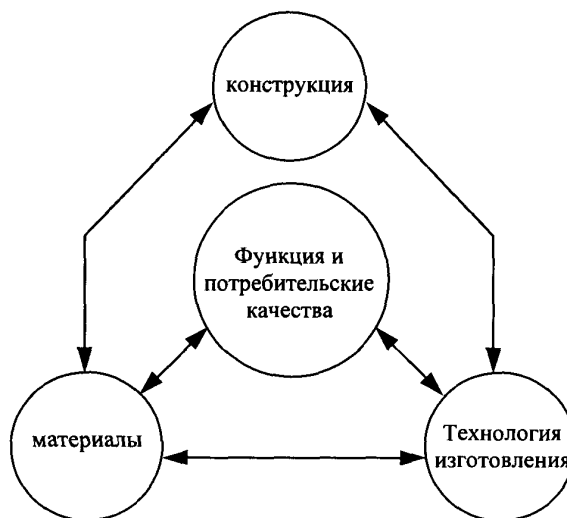 конструкция
Функция и
потребительские
качества
материалы
Технология
изготовления